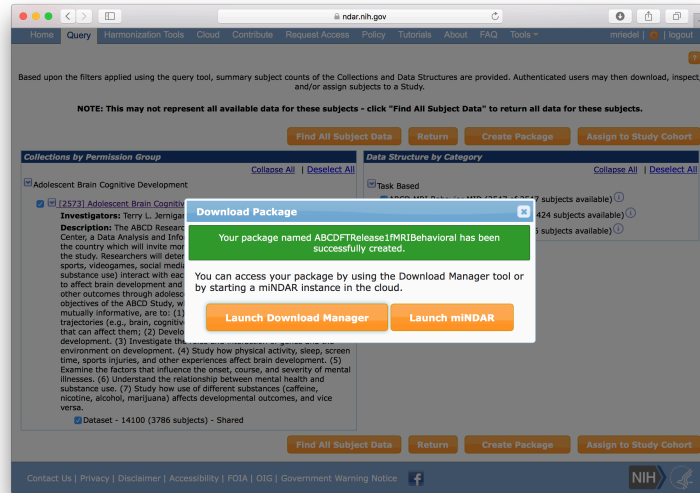 ndar.nih.gov
Home Query Harmonization Tools Cloud Contribute Request Access Policy Tutorials About FAQ Tools mriedel | | logout
?
Based upon the filters applied using the query tool, summary subject counts of the Collections and Data Structures are provided. Authenticated users may then download, inspect,
and/or assign subjects to a Study.
NOTE: This may not represent all available data for these subjects - click "Find All Subject Data" to return all data for these subjects.
Find All Subject Data Return Create Package Assign to Study Cohort
Collections by Permission Group
Collapse All | Deselect All
Adolescent Brain Cognitive Development
[2573] Adolescent Brain Cogniti
Investigators: Terry L. Jernigan
Description: The ABCD Research
Center, a Data Analysis and Info
the country which will invite mor
the study. Researchers will deter
sports, videogames, social media
substance use) interact with eac
to affect brain development and
other outcomes through adolesc
objectives of the ABCD Study, w
mutually informative, are to: (1)
trajectories (e.g., brain, cognitive
that can affect them; (2) Develo
development. (3) Investigate the
environment on development. (4) Study how physical activity, sleep, screen
time, sports injuries, and other experiences affect brain development. (5)
Examine the factors that influence the onset, course, and severity of mental
illnesses. (6) Understand the relationship between mental health and
substance use. (7) Study how use of different substances (caffeine,
nicotine, alcohol, marijuana) affects developmental outcomes, and vice
versa.
Dataset - 14100 (3786 subjects) - Shared
Data Structure by Category
Collapse All | Deselect All
Task Based
subjects available)
424 subjects available)
subjects available)
Download Package
Your package named ABCDFTRelease1fMRIBehavioral has been
successfully created.
You can access your package by using the Download Manager tool or
by starting a miNDAR instance in the cloud.
Launch Download Manager Launch miNDAR
Find All Subject Data Return Create Package Assign to Study Cohort
Contact Us | Privacy | Disclaimer | Accessibility | FOIA | OIG | Government Warning Notice f
NIH